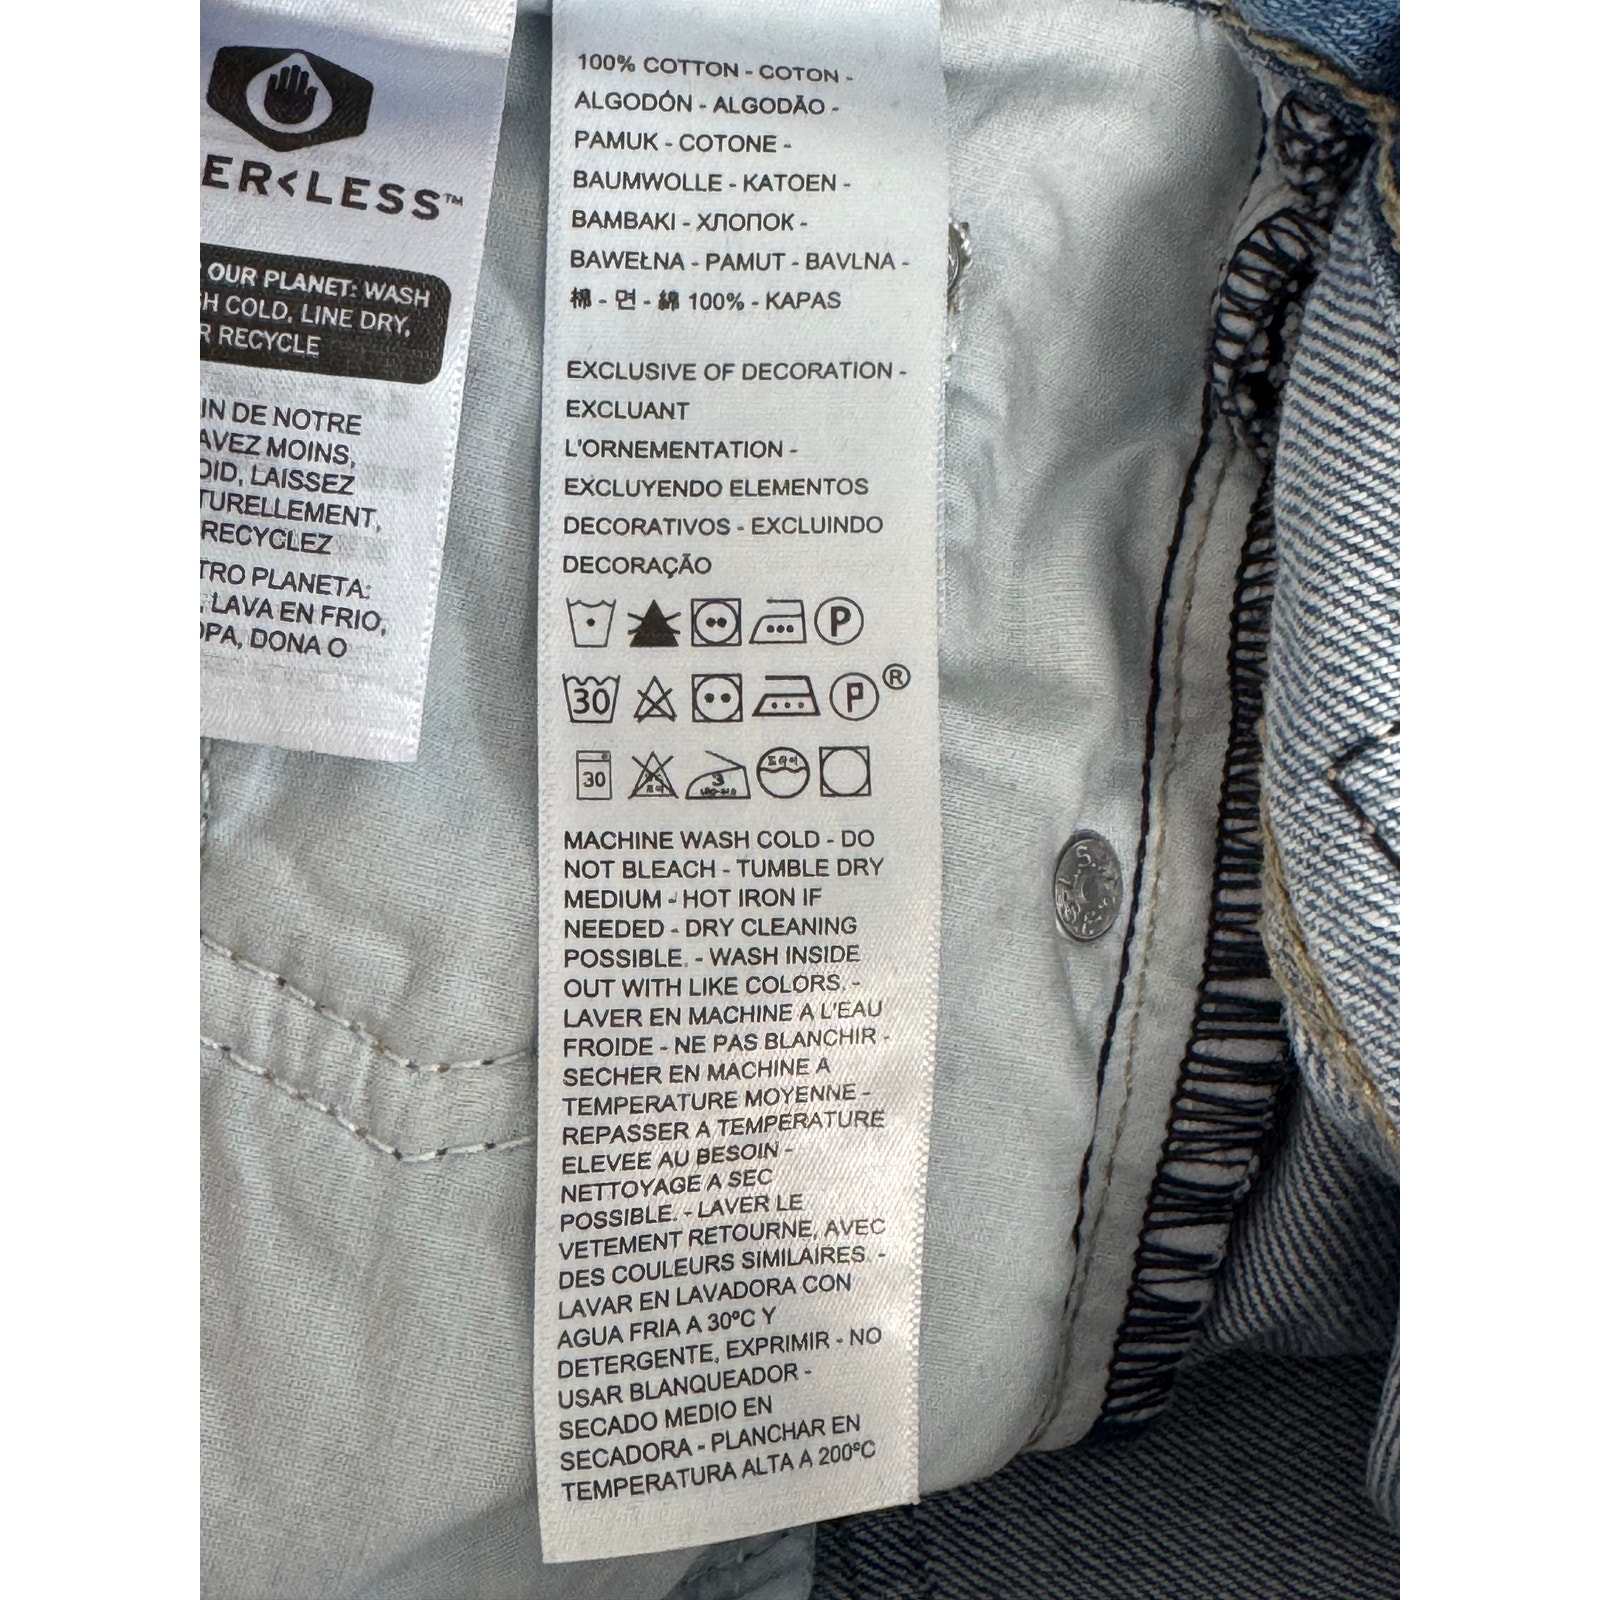 ER<LESS™
OUR PLANET: WASH
H COLD, LINE DRY,
R RECYCLE
IN DE NOTRE
AVEZ MOINS,
OID, LAISSEZ
TURELLEMENT,
RECYCLEZ
TRO PLANETA:
, LAVA EN FRIO,
OPA, DONA O
100% COTTON - COTON -
ALGODÓN - ALGODÃO -
PAMUK - COTONE -
BAUMWOLLE - KATOEN -
BAMBAKI - ХЛОПОК -
BAWEŁNA - PAMUT - BAVLNA -
棉 - 면 - 綿 100% - KAPAS
EXCLUSIVE OF DECORATION -
EXCLUANT
L'ORNEMENTATION -
EXCLUYENDO ELEMENTOS
DECORATIVOS - EXCLUINDO
DECORAÇÃO
P
30 P ®
30 3
MACHINE WASH COLD - DO
NOT BLEACH - TUMBLE DRY
MEDIUM - HOT IRON IF
NEEDED - DRY CLEANING
POSSIBLE. - WASH INSIDE
OUT WITH LIKE COLORS. -
LAVER EN MACHINE A L'EAU
FROIDE - NE PAS BLANCHIR -
SECHER EN MACHINE A
TEMPERATURE MOYENNE -
REPASSER A TEMPERATURE
ELEVEE AU BESOIN -
NETTOYAGE A SEC
POSSIBLE. - LAVER LE
VETEMENT RETOURNE, AVEC
DES COULEURS SIMILAIRES. -
LAVAR EN LAVADORA CON
AGUA FRIA A 30ºC Y
DETERGENTE, EXPRIMIR - NO
USAR BLANQUEADOR -
SECADO MEDIO EN
SECADORA - PLANCHAR EN
TEMPERATURA ALTA A 200ºC